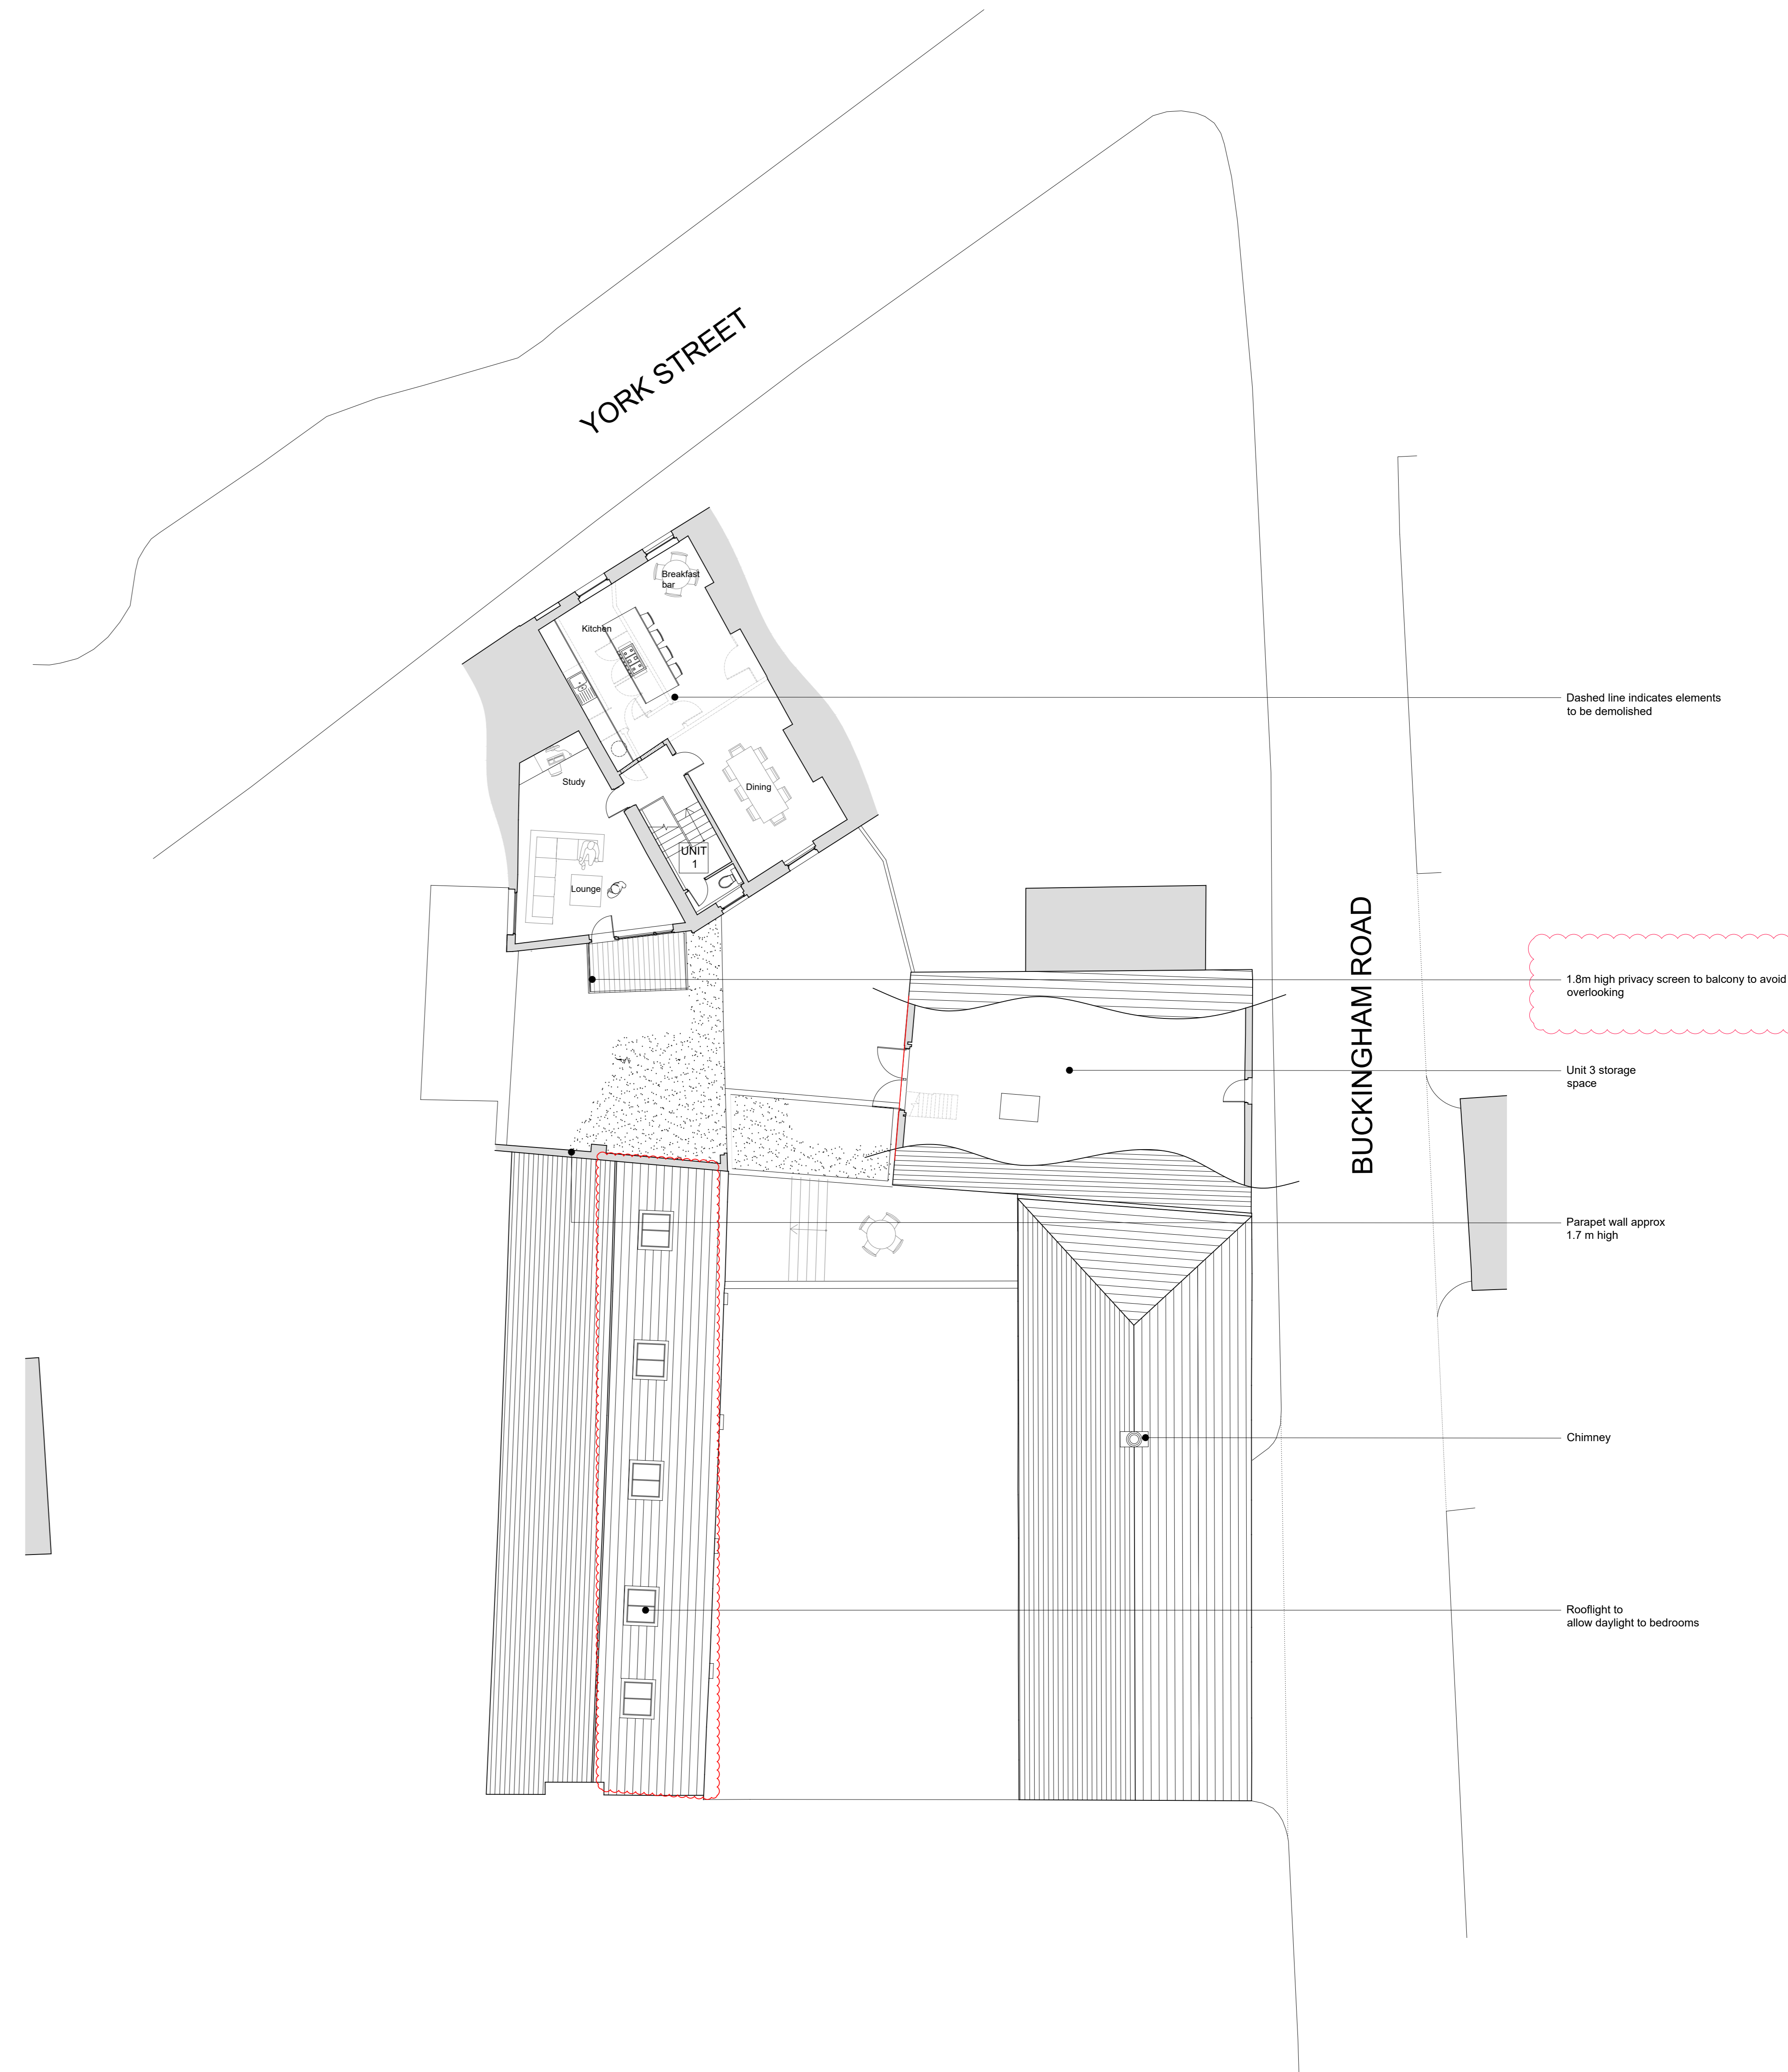 YORK STREET
Breakfast
bar
Kitchen
Dashed line indicates elements
to be demolished
Study
Dining
UNIT
1
Lounge
BUCKINGHAM ROAD
1.8m high privacy screen to balcony to avoid
overlooking
Unit 3 storage
space
Parapet wall approx
1.7 m high
Chimney
Rooflight to
allow daylight to bedrooms